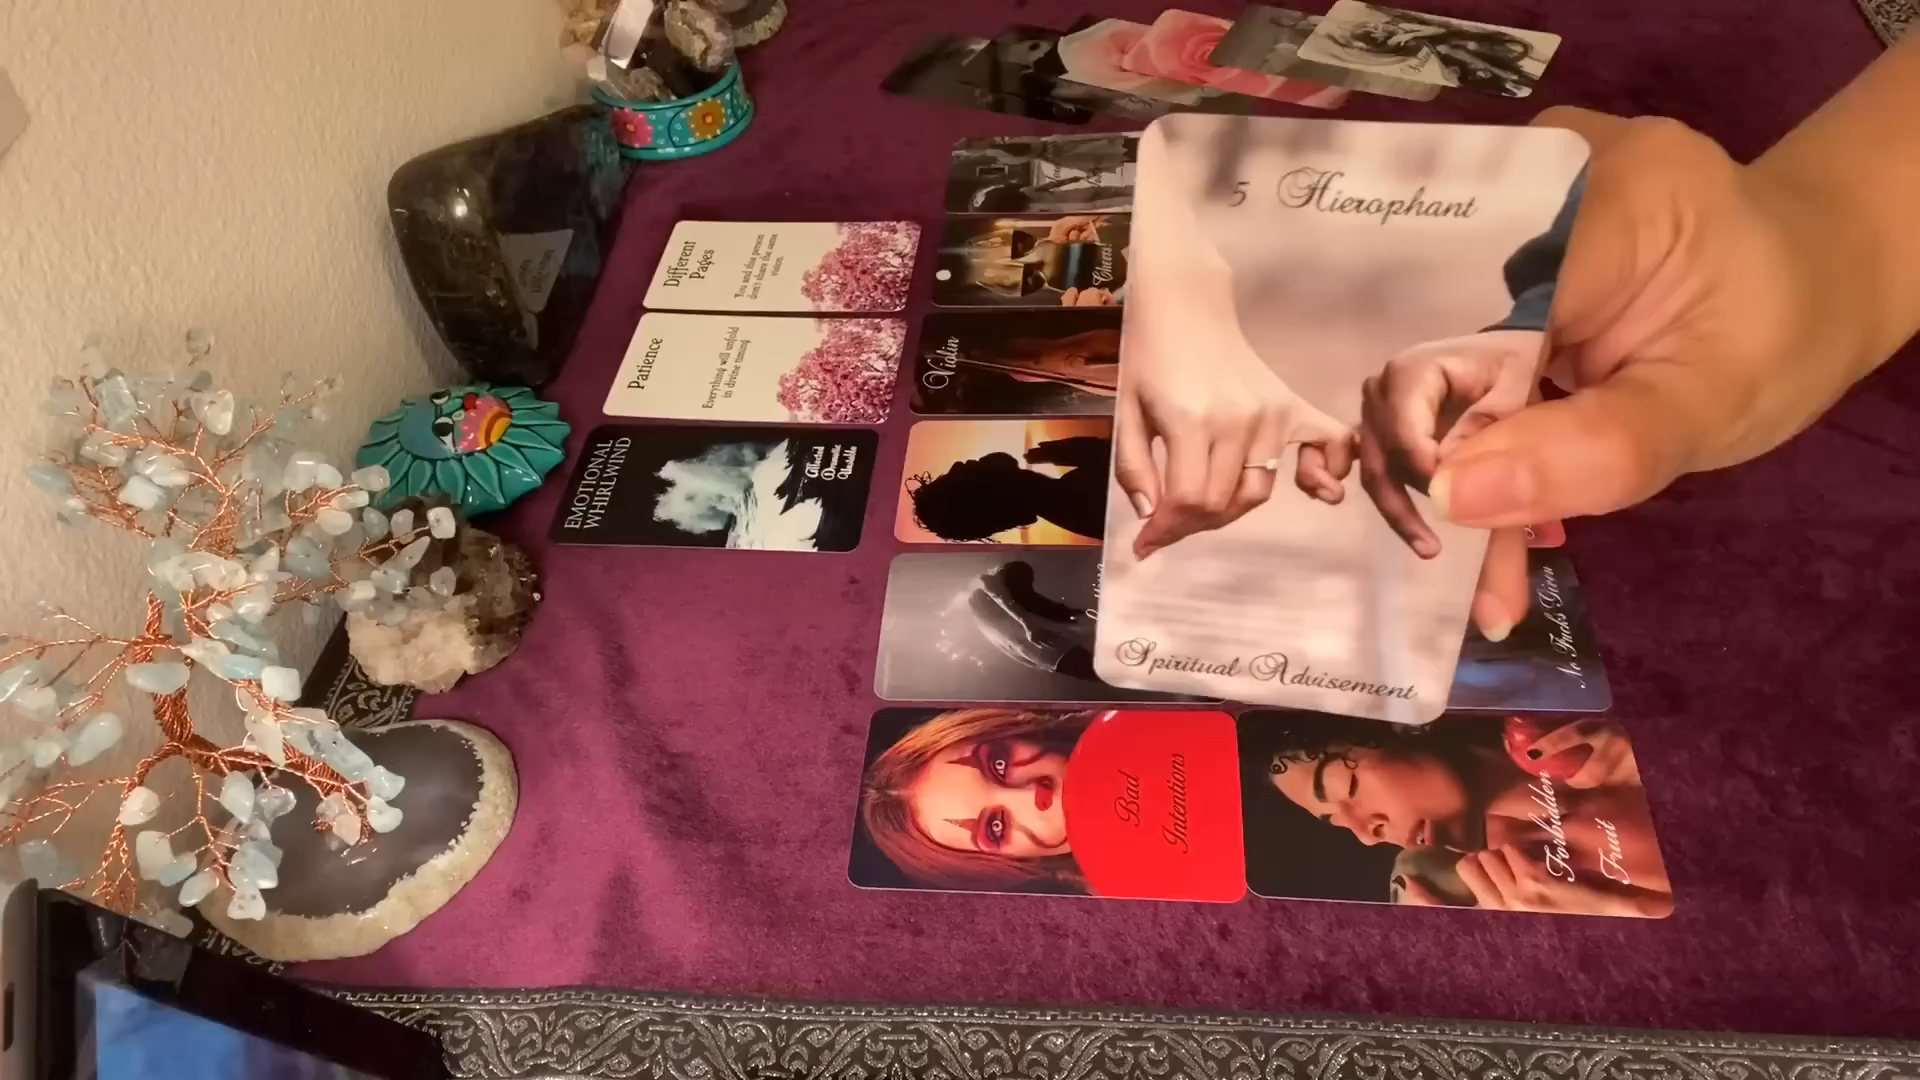 5 Hierophant
Spiritual Advisement
Different
Pages
You and this person
don't share the same
vision
Patience
Everything will unfold
in divine timing
EMOTIONAL
WHIRLWIND
Cheers!
Violin
No Fucks Given
Bad
Intentions
Forbidden
Fruit